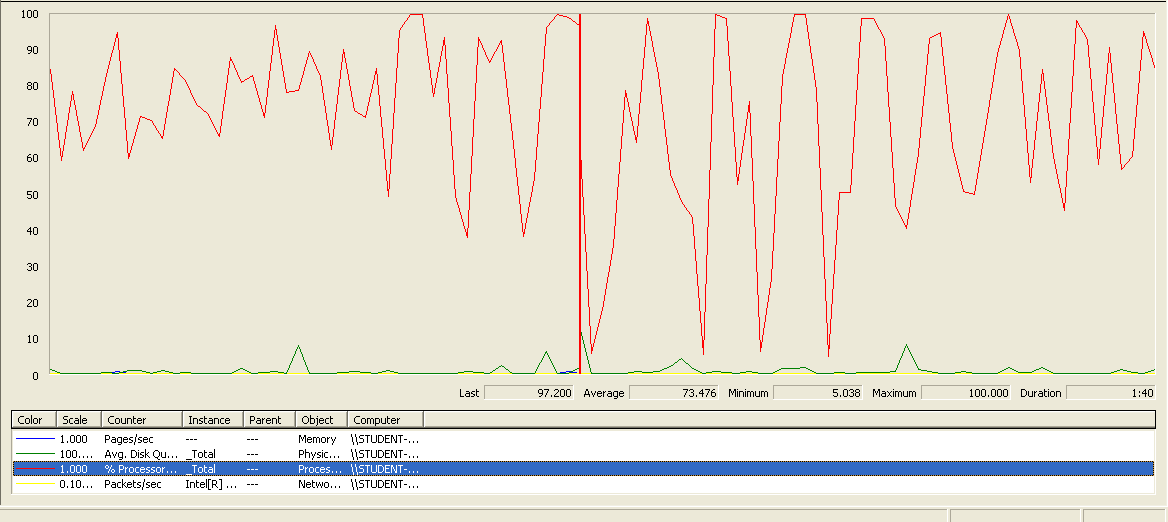 100
90
80
70
60
50
40
30
20
10
0
Last 97.200 Average 73.476 Minimum 5.038 Maximum 100.000 Duration 1:40
Color Scale Counter Instance Parent Object Computer
1.000 Pages/sec --- --- Memory \\STUDENT-...
100.... Avg. Disk Qu... _Total --- Physic... \\STUDENT-...
1.000 % Processor... _Total --- Proces... \\STUDENT-...
0.10... Packets/sec Intel[R] ... --- Netwo... \\STUDENT-...